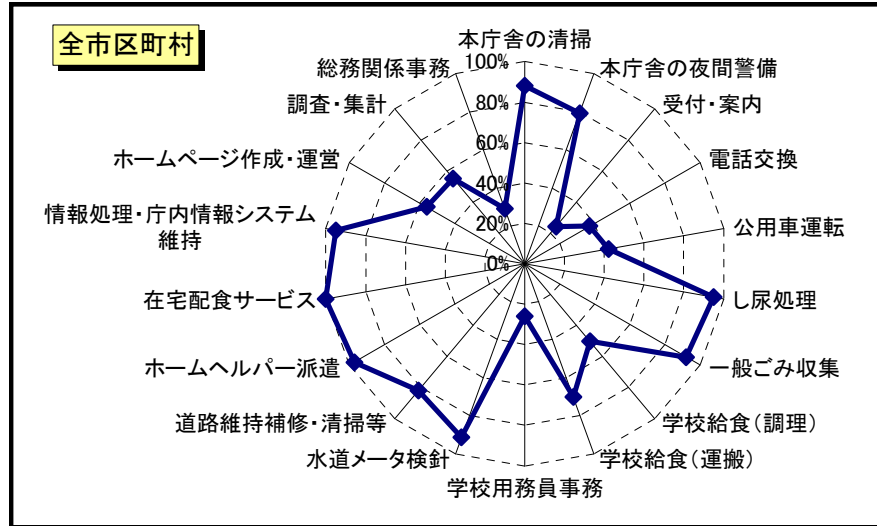 全市区町村
本庁舎の清掃
本庁舎の夜間警備
受付・案内
電話交換
公用車運転
し尿処理
一般ごみ収集
学校給食（調理）
学校給食（運搬）
学校用務員事務
水道メータ検針
道路維持補修・清掃等
ホームヘルパー派遣
在宅配食サービス
情報処理・庁内情報システム
維持
ホームページ作成・運営
調査・集計
総務関係事務
100%
80%
60%
40%
20%
0%